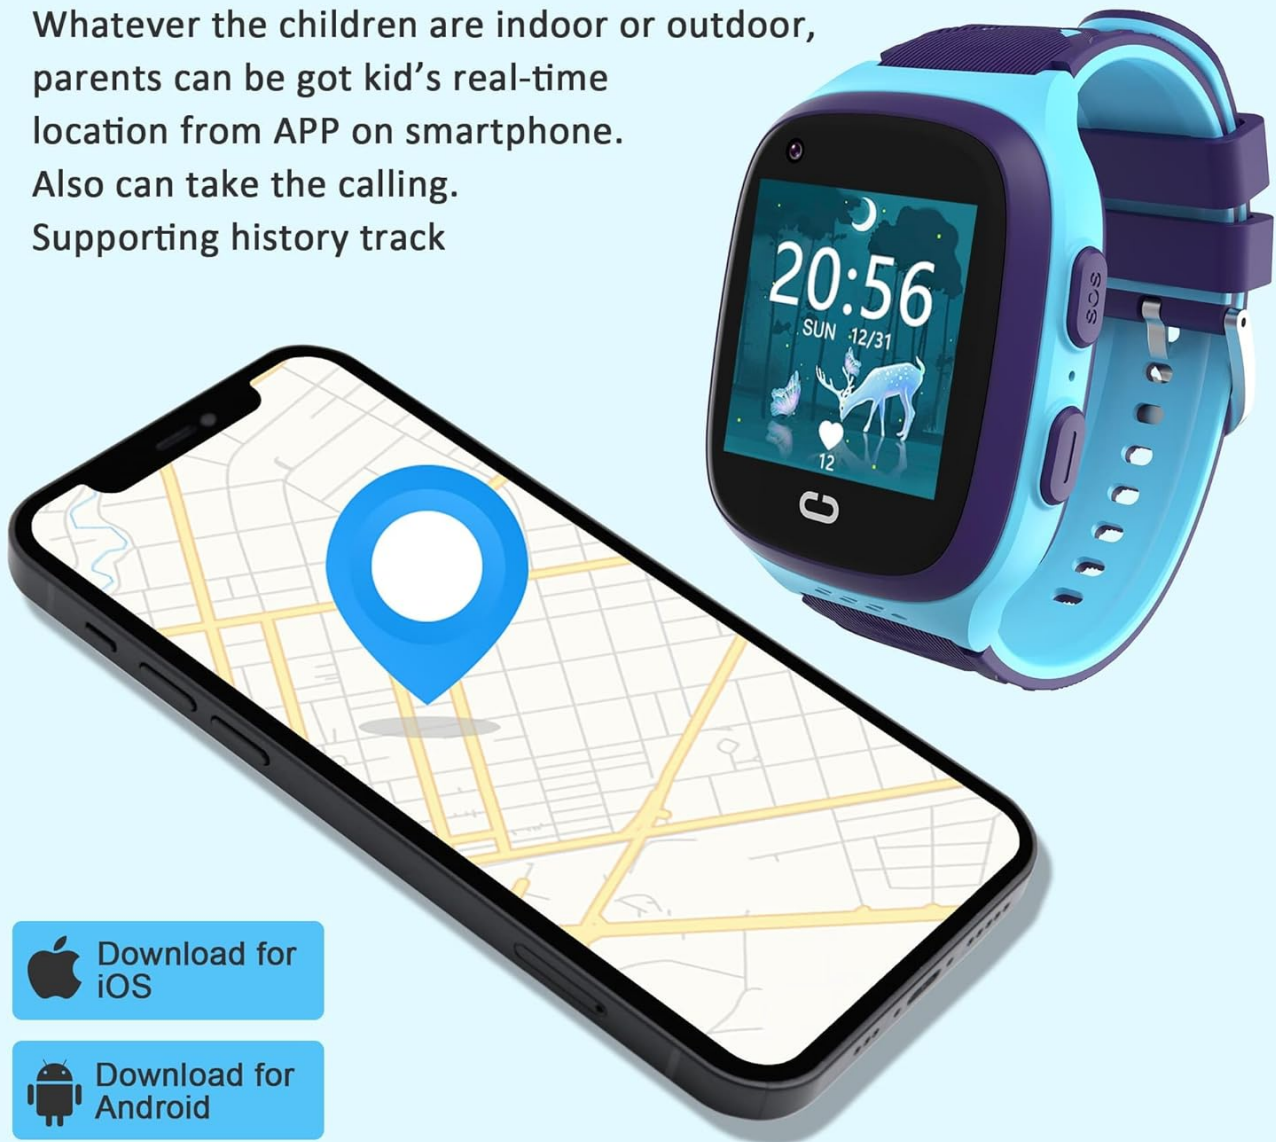 Whatever the children are indoor or outdoor,
parents can be got kid’s real-time
location from APP on smartphone.
Also can take the calling.
Supporting history track
20:56
SUN 12/31
12
SOS
Download for
iOS
Download for
Android